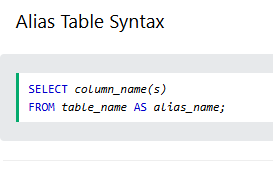 Alias Table Syntax
SELECT column_name(s)
FROM table_name AS alias_name;